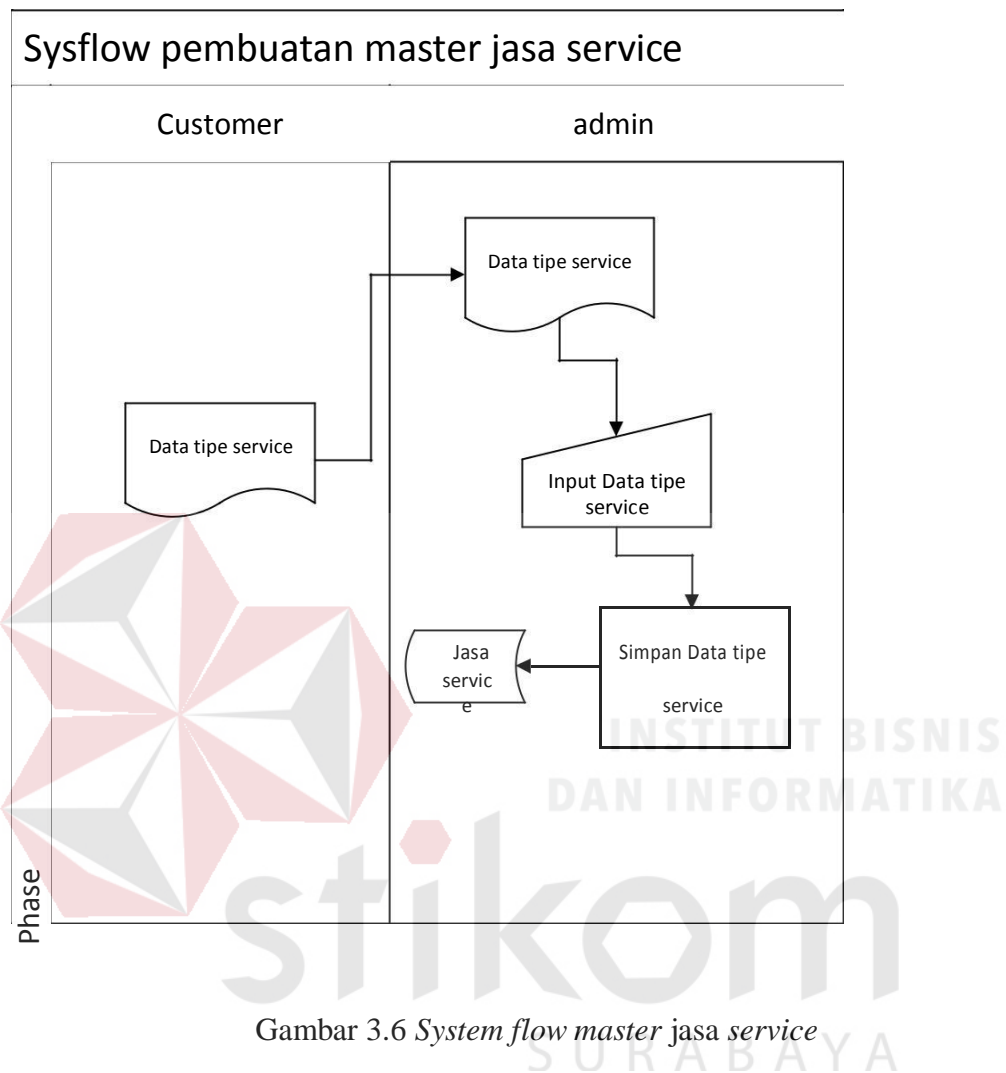 Sysflow pembuatan master jasa service
Customer
admin
Data tipe service
Data tipe service
Input Data tipe
service
Simpan Data tipe
service
Jasa
servic
e
Phase
INSTITUT BISNIS
DAN INFORMATIKA
stikom
SURABAYA
Gambar 3.6 System flow master jasa service